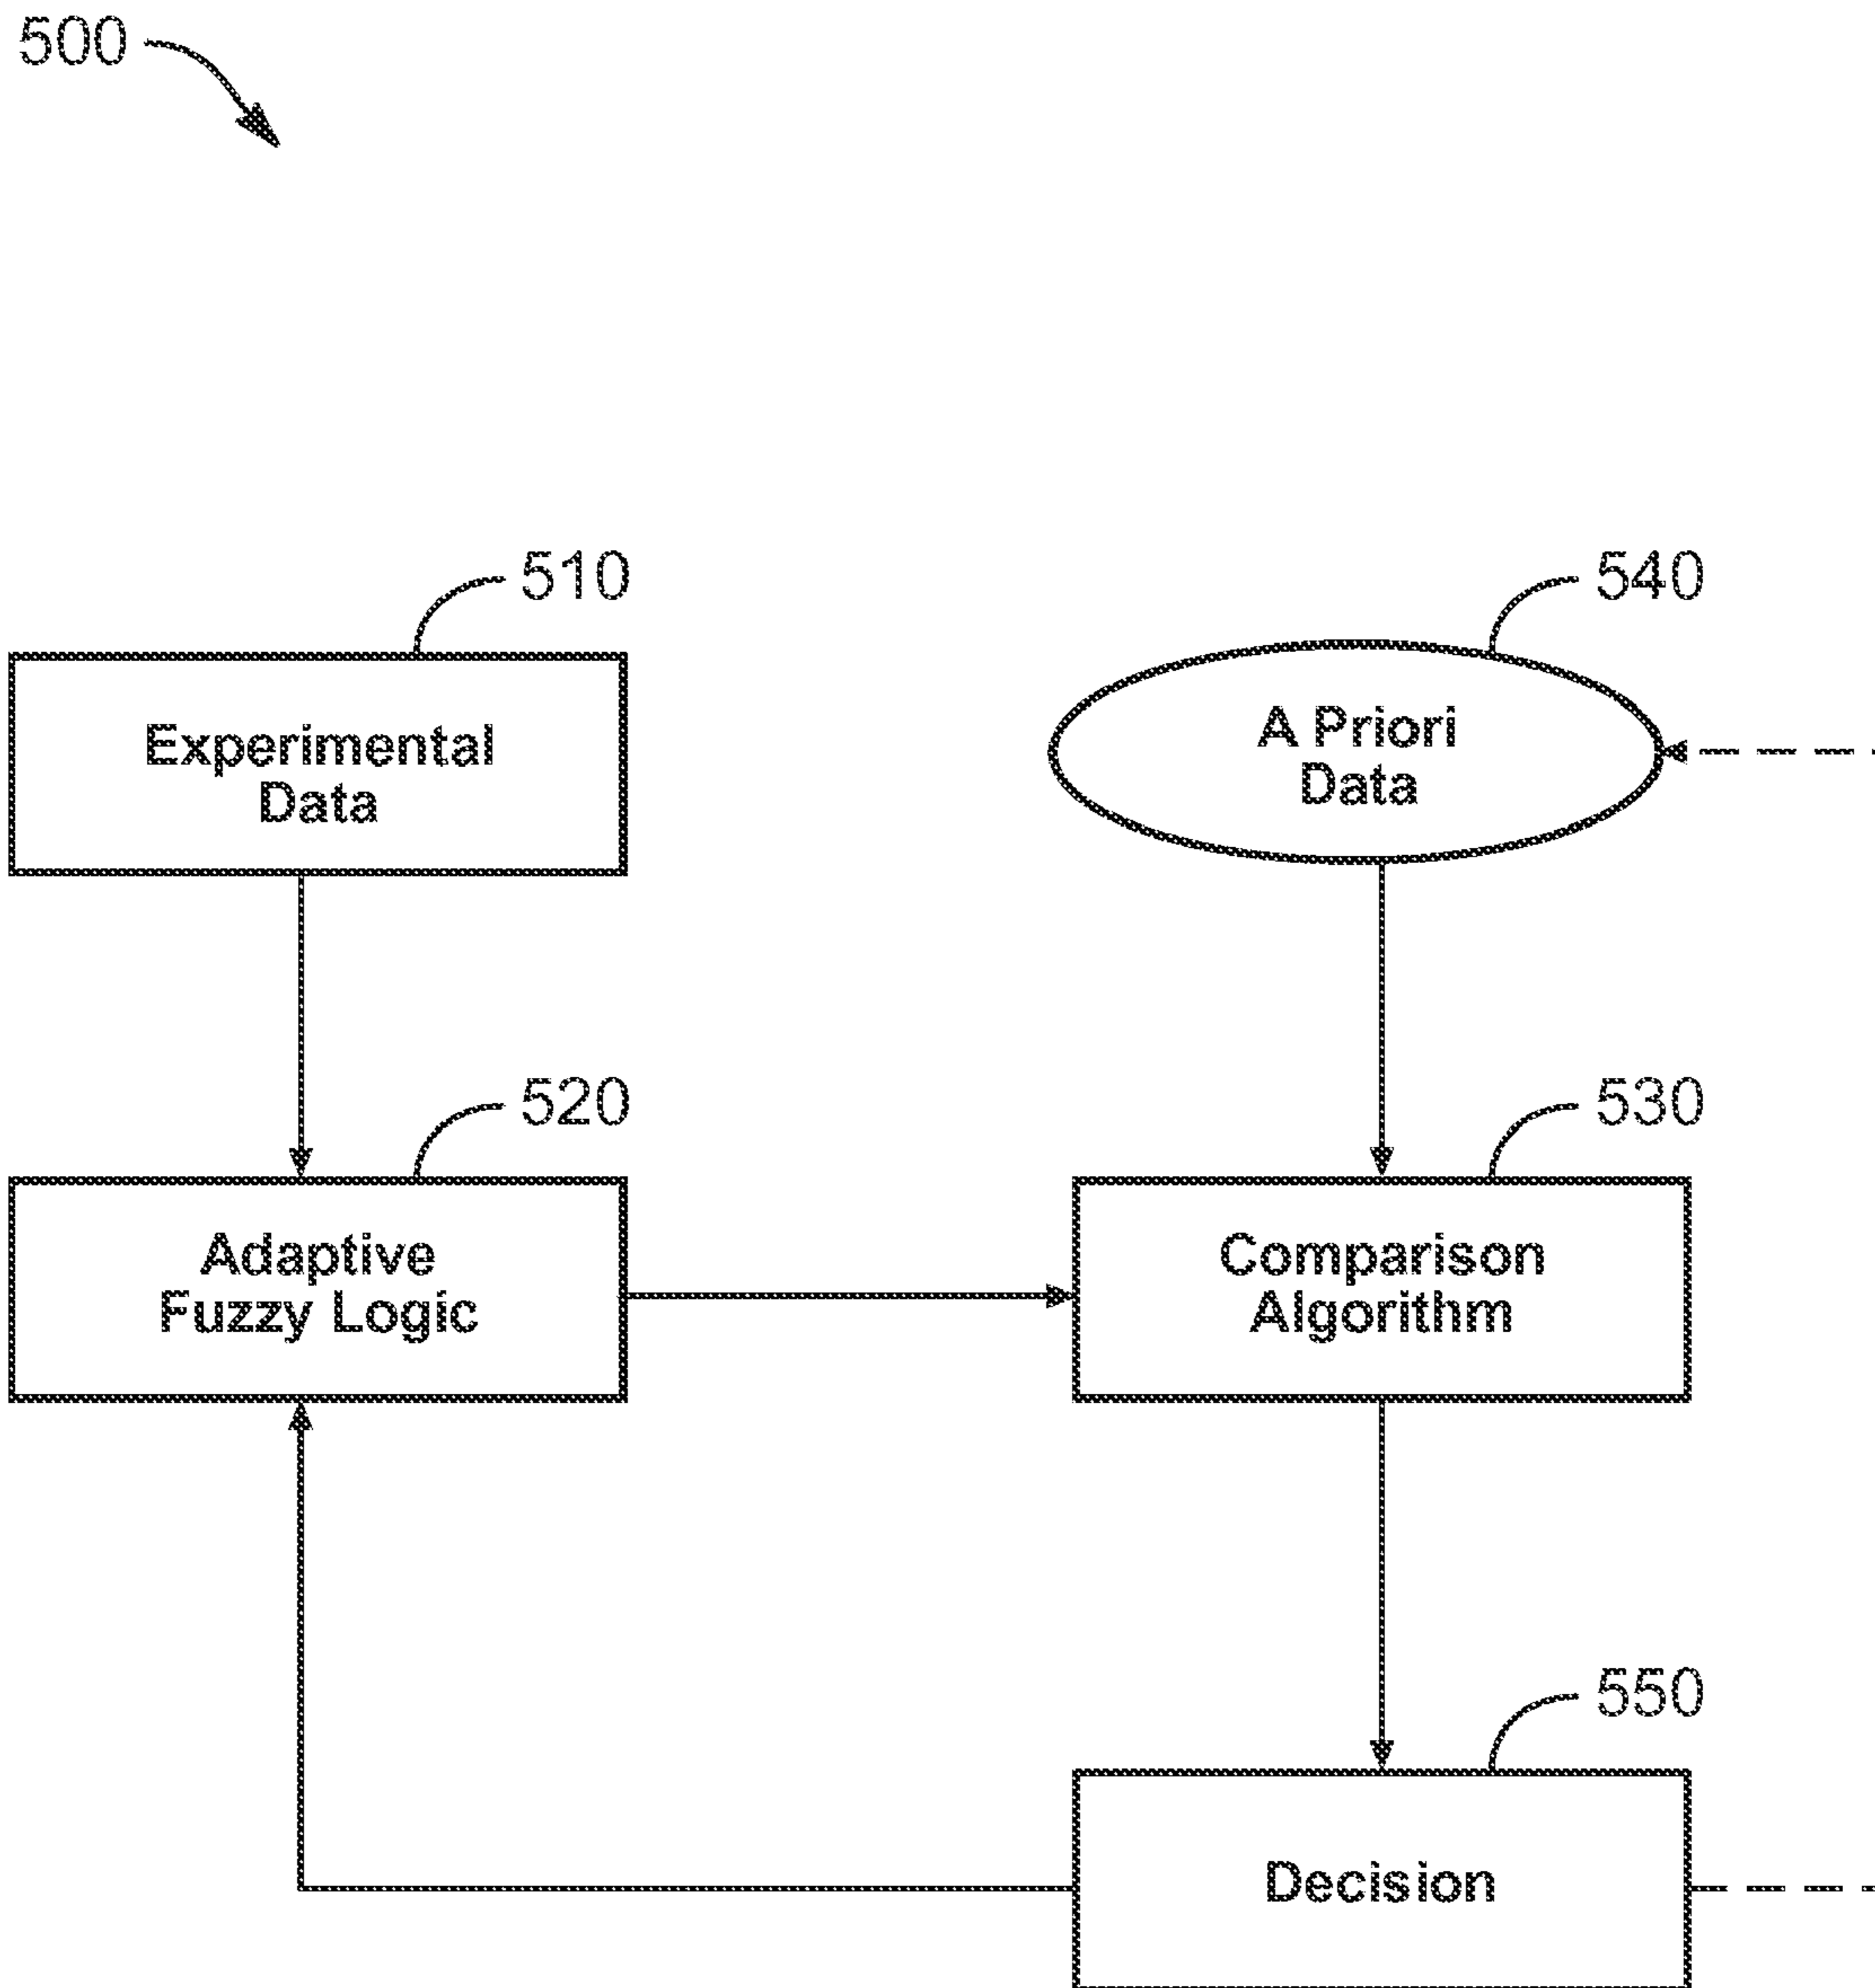 500
510
Experimental
Data
540
A Priori
Data
520
Adaptive
Fuzzy Logic
530
Comparison
Algorithm
550
Decision